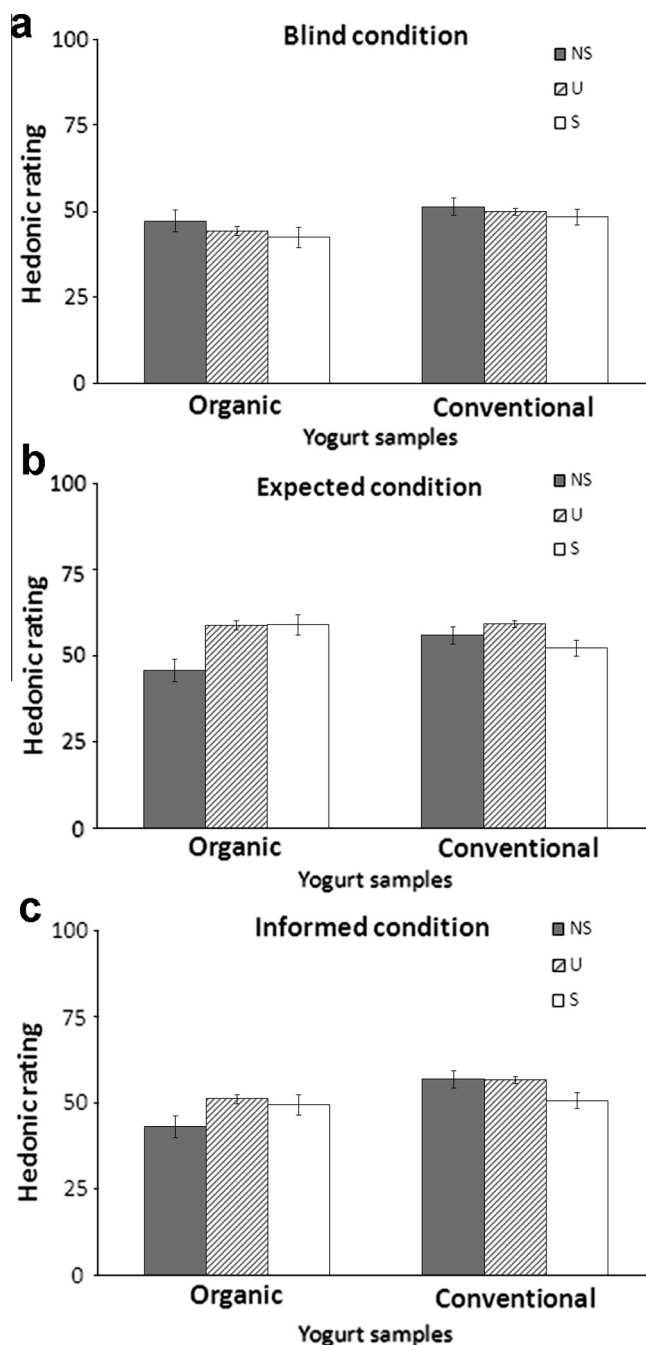 a
Blind condition
100
75
50
25
0
Hedonic rating
NS
U
S
Organic
Conventional
Yogurt samples
b
Expected condition
100
75
50
25
0
Hedonic rating
NS
U
S
Organic
Conventional
Yogurt samples
c
Informed condition
100
75
50
25
0
Hedonic rating
NS
U
S
Organic
Conventional
Yogurt samples